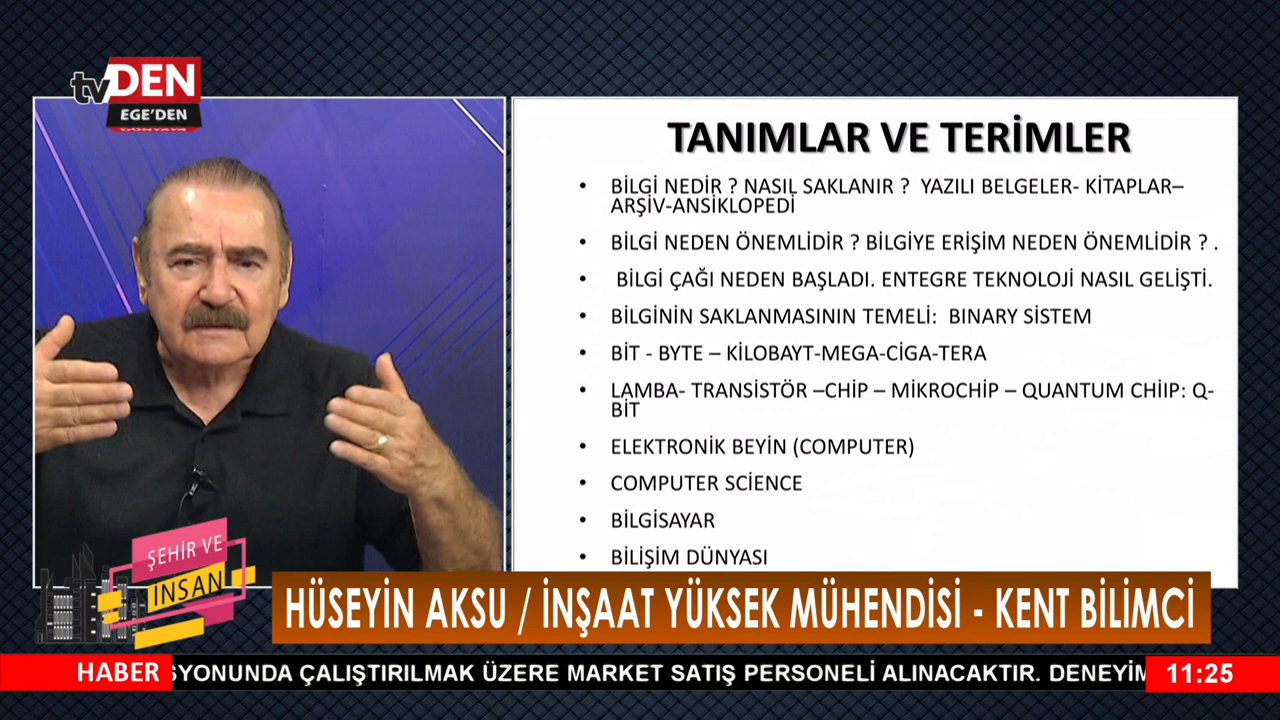 tvDEN
EGE'DEN
DÜNYAYA
TANIMLAR VE TERİMLER
• BİLGİ NEDİR ? NASIL SAKLANIR ? YAZILI BELGELER- KİTAPLAR–
ARŞİV-ANSİKLOPEDİ
• BİLGİ NEDEN ÖNEMLİDİR ? BİLGİYE ERİŞİM NEDEN ÖNEMLİDİR ? .
• BİLGİ ÇAĞI NEDEN BAŞLADI. ENTEGRE TEKNOLOJİ NASIL GELİŞTİ.
• BİLGİNİN SAKLANMASININ TEMELİ: BINARY SİSTEM
• BİT - BYTE – KİLOBAYT-MEGA-CİGA-TERA
• LAMBA- TRANSİSTÖR –CHİP – MİKROCHİP – QUANTUM CHİIP: Q-
BİT
• ELEKTRONİK BEYİN (COMPUTER)
• COMPUTER SCİENCE
• BİLGİSAYAR
• BİLİŞİM DÜNYASI
ŞEHİR VE
INSAN
HÜSEYİN AKSU / İNŞAAT YÜKSEK MÜHENDİSİ - KENT BİLİMCİ
HABER
SYONUNDA ÇALIŞTIRILMAK ÜZERE MARKET SATIŞ PERSONELİ ALINACAKTIR. DENEYİM
11:25